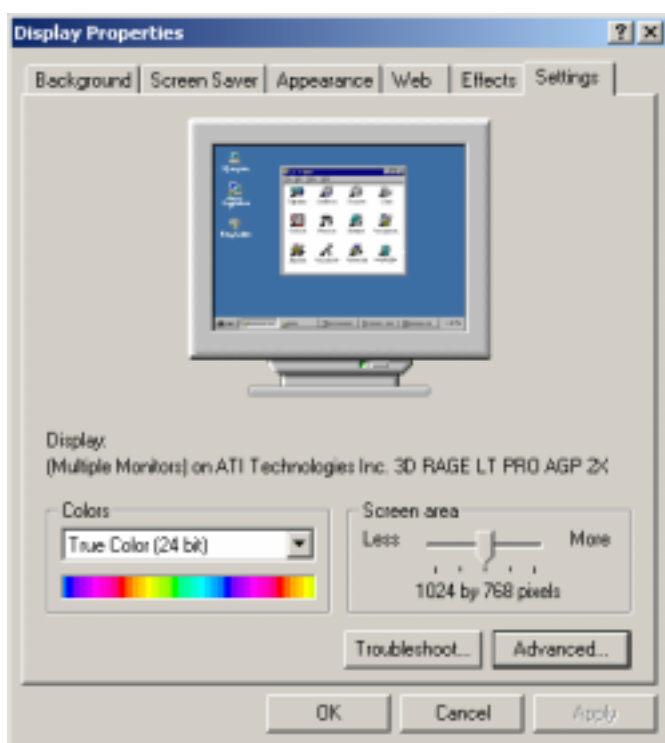 Display Properties
Background Screen Saver Appearance Web Effects Settings
Display:
(Multiple Monitors) on ATI Technologies Inc. 3D RAGE LT PRO AGP 2X
Colors
True Color (24 bit)
Screen area
Less More
1024 by 768 pixels
Troubleshoot... Advanced...
OK Cancel Apply